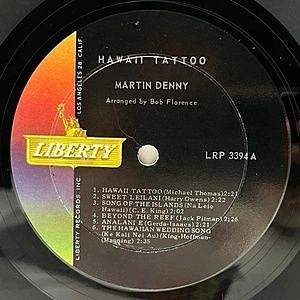 HAWAII TATTOO
MARTIN DENNY
Arranged by Bob Florence
LOS ANGELES 28 CALIF
LIBERTY
LIBERTY RECORDS INC.
LRP 3394 A
1. HAWAII TATTOO (Michael Thomas) 2:21
2. SWEET LEILANI (Harry Owens) 2:22
3. SONG OF THE ISLANDS (Na Leio
Hawaii) (C. E. King) 2:02
4. BEYOND THE REEF (Jack Pitman) 2:26
5. ANALANI E (Gerda-Isaacs) 2:21
6. THE HAWAIIAN WEDDING SONG
(Ke Kali Nei Au) (King-Hoffman-
Manning) 2:35